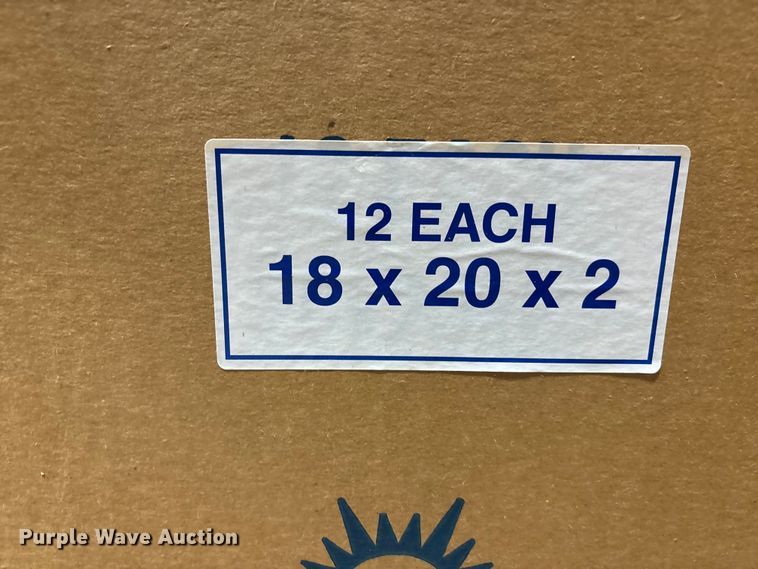 12 EACH
18 x 20 x 2
Purple Wave Auction